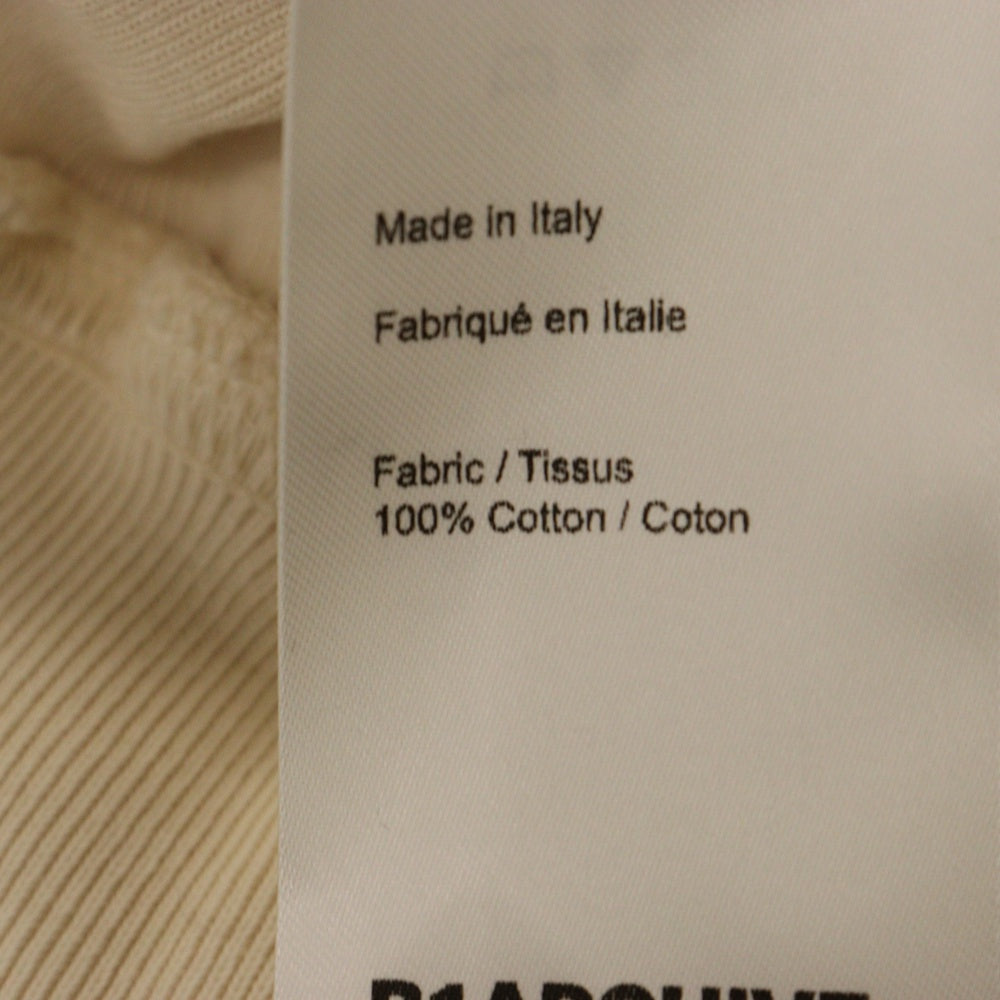 Made in Italy
Fabriqué en Italie
Fabric / Tissus
100% Cotton / Coton